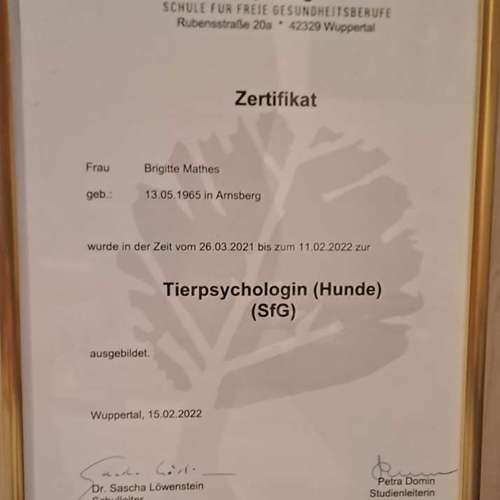 SCHULE FÜR FREIE GESUNDHEITSBERUFE
Rubensstraße 20a * 42329 Wuppertal
Zertifikat
Frau Brigitte Mathes
geb.: 13.05.1965 in Arnsberg
wurde in der Zeit vom 26.03.2021 bis zum 11.02.2022 zur
Tierpsychologin (Hunde)
(SfG)
ausgebildet.
Wuppertal, 15.02.2022
Dr. Sascha Löwenstein Petra Domin
Schulleiter Studienleiterin